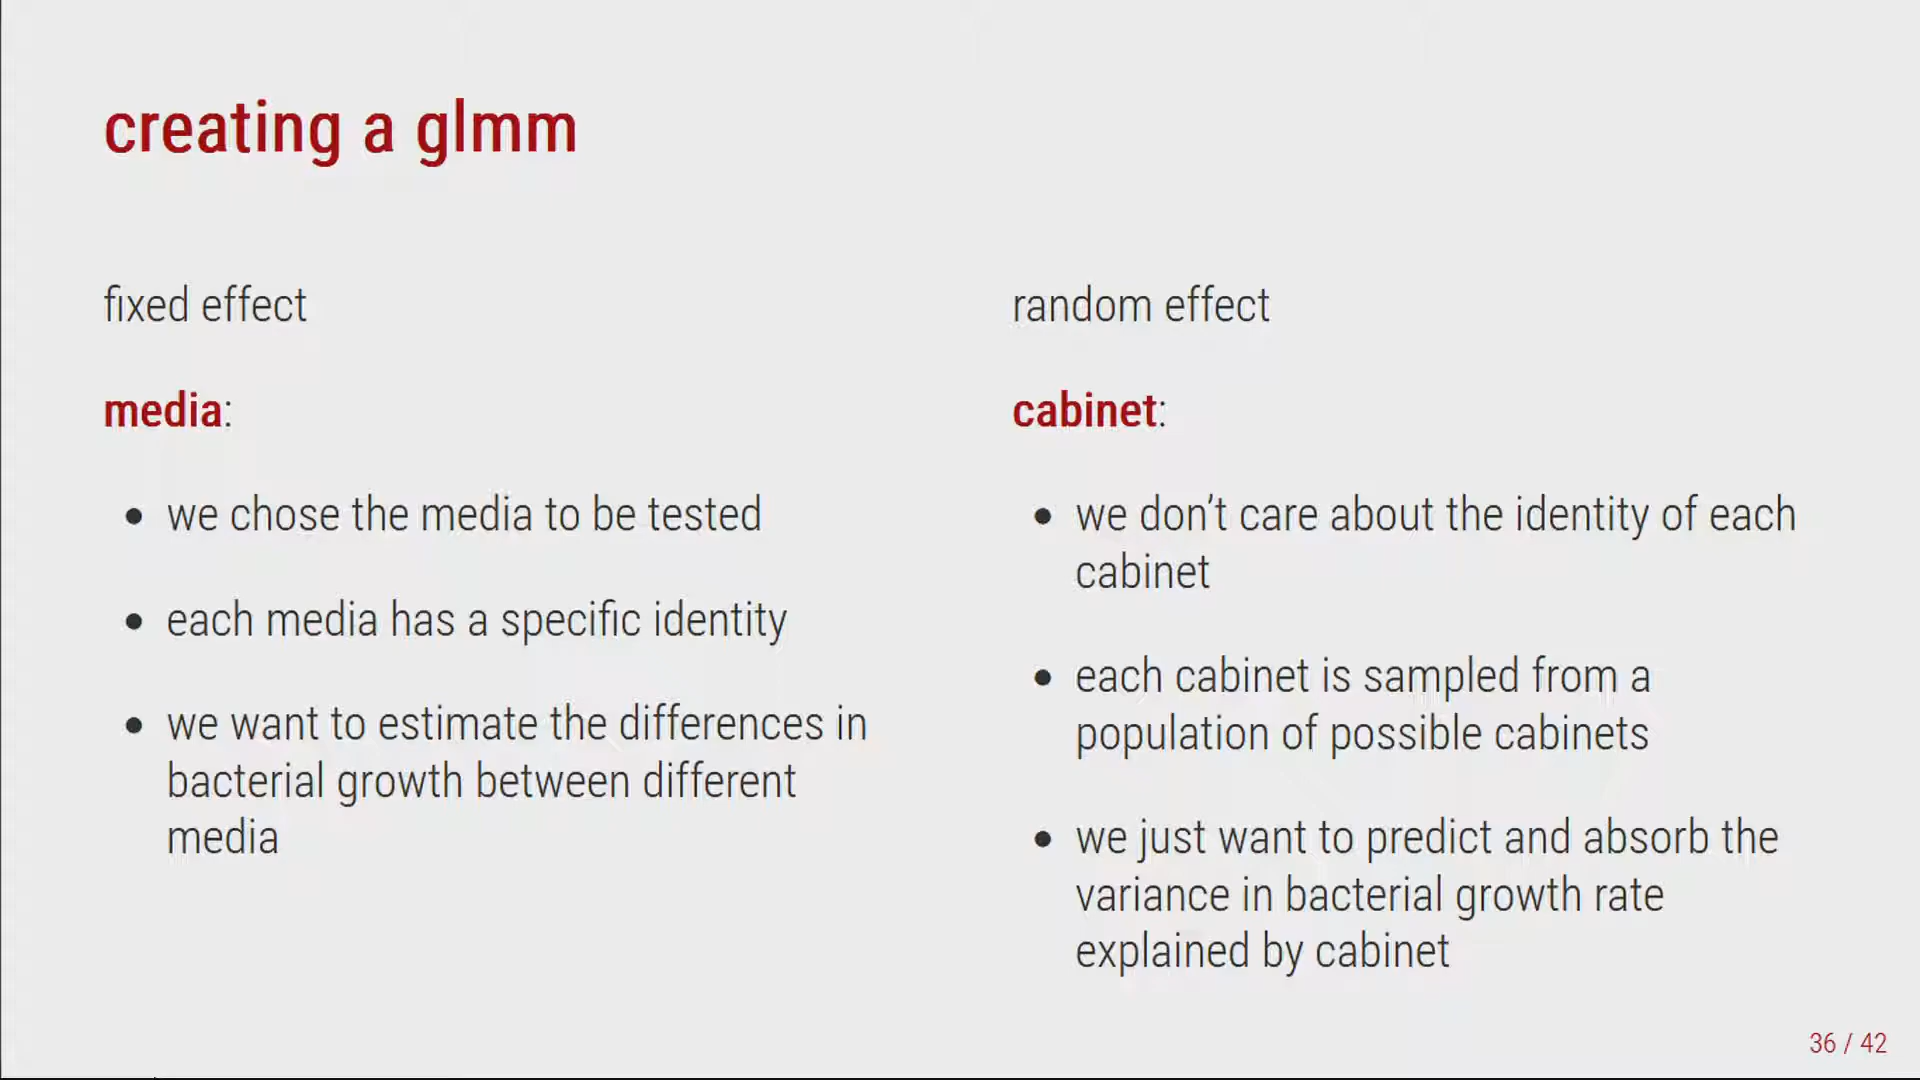 creating a glmm
fixed effect
media:
• we chose the media to be tested
• each media has a specific identity
• we want to estimate the differences in
bacterial growth between different
media
random effect
cabinet:
• we don’t care about the identity of each
cabinet
• each cabinet is sampled from a
population of possible cabinets
• we just want to predict and absorb the
variance in bacterial growth rate
explained by cabinet
36 / 42